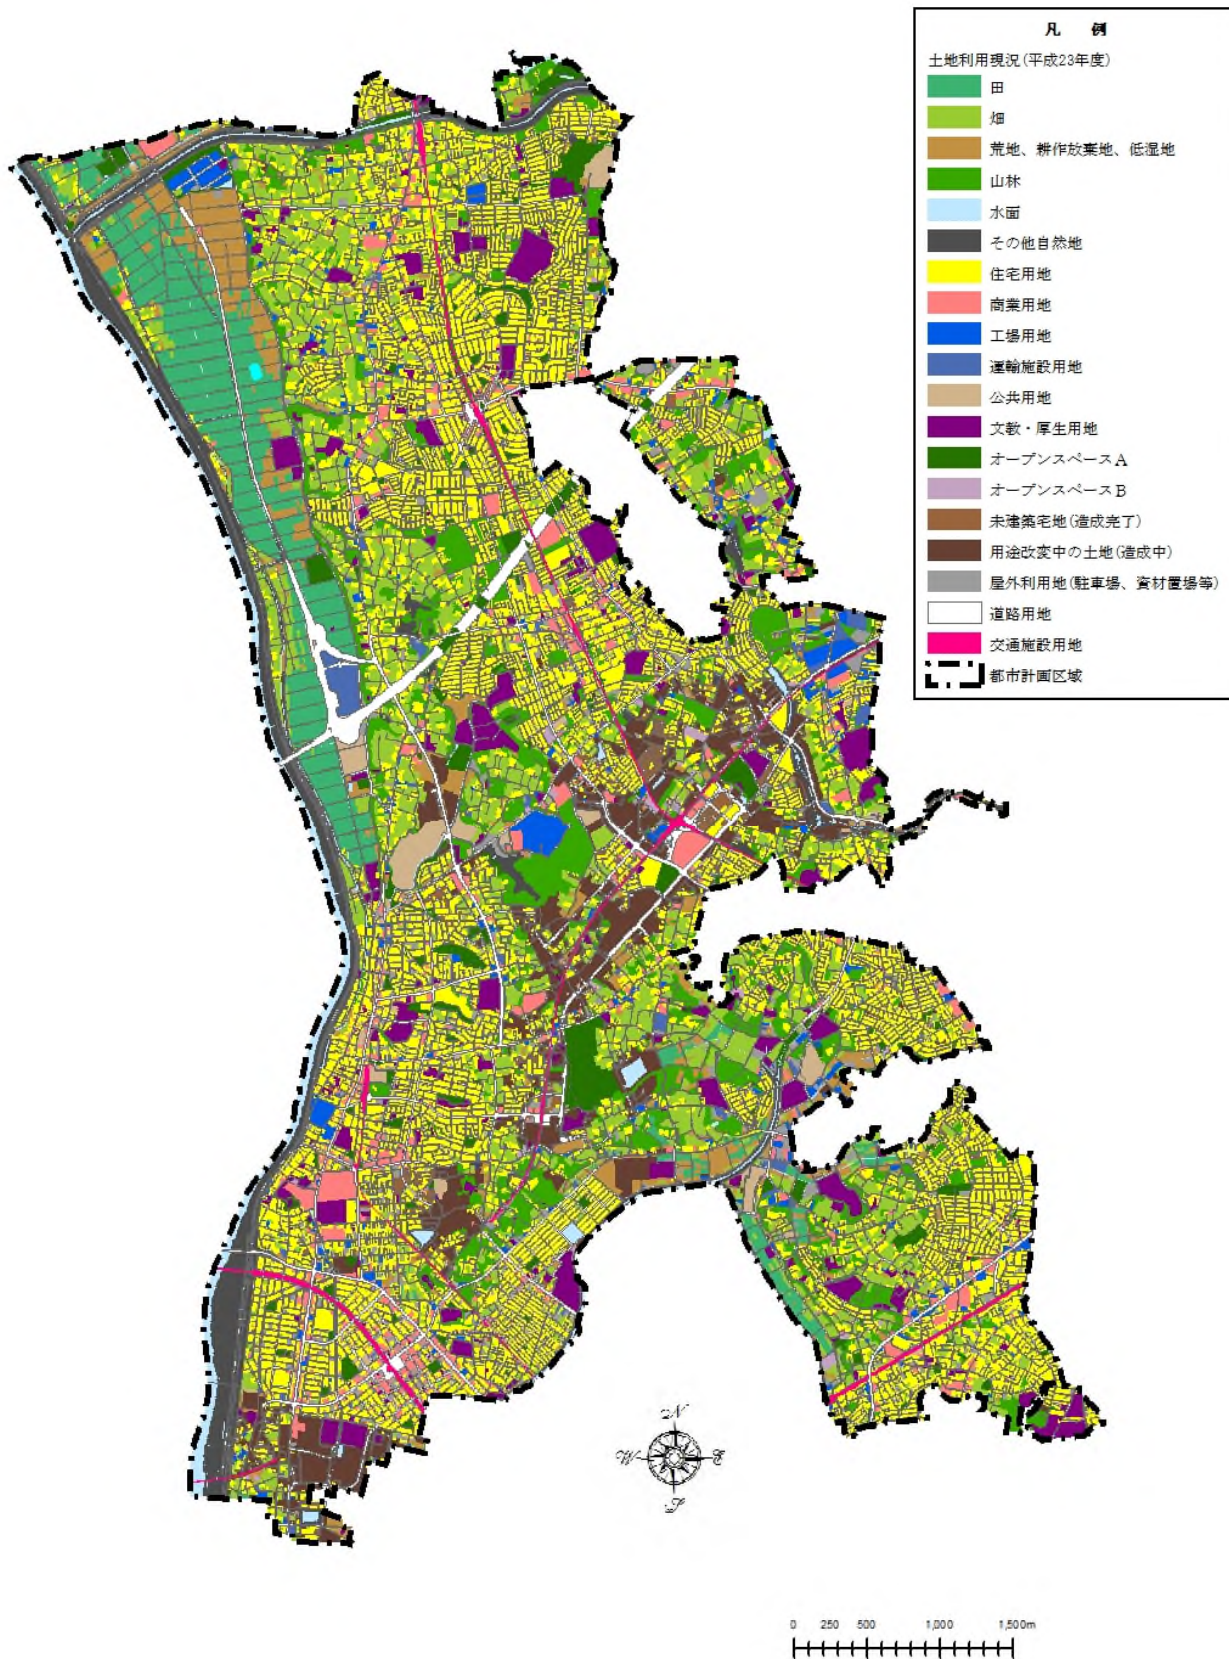 凡 例
土地利用現況(平成23年度)
田
畑
荒地、耕作放棄地、低湿地
山林
水面
その他自然地
住宅用地
商業用地
工場用地
運輸施設用地
公共用地
文教・厚生用地
オープンスペースA
オープンスペースB
未建築宅地(造成完了)
用途改変中の土地(造成中)
屋外利用地(駐車場、資材置場等)
道路用地
交通施設用地
都市計画区域
N
W E
S
0 250 500 1,000 1,500m